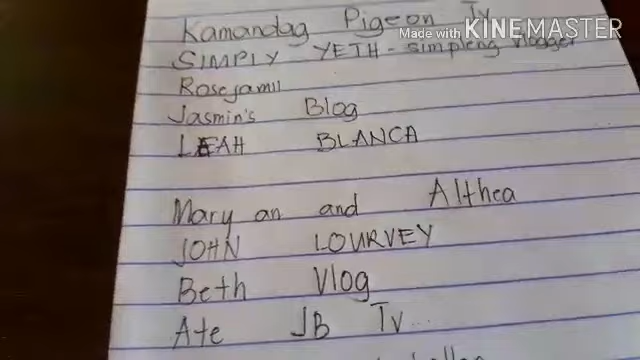 Kamandag Pigeon Tv
Made with KINEMASTER
SIMPLY YETH - simpleng vlogger
Rosejamil
Jasmin's Blog
LEAH BLANCA
Mary an and Althea
JOHN LOURVEY
Beth Vlog
Ate JB Tv